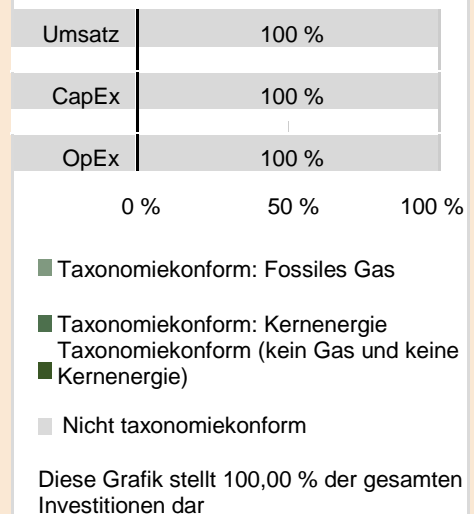 Umsatz 100 %
CapEx 100 %
OpEx 100 %
0 % 50 % 100 %
Taxonomiekonform: Fossiles Gas
Taxonomiekonform: Kernenergie
Taxonomiekonform (kein Gas und keine
Kernenergie)
Nicht taxonomiekonform
Diese Grafik stellt 100,00 % der gesamten
Investitionen dar